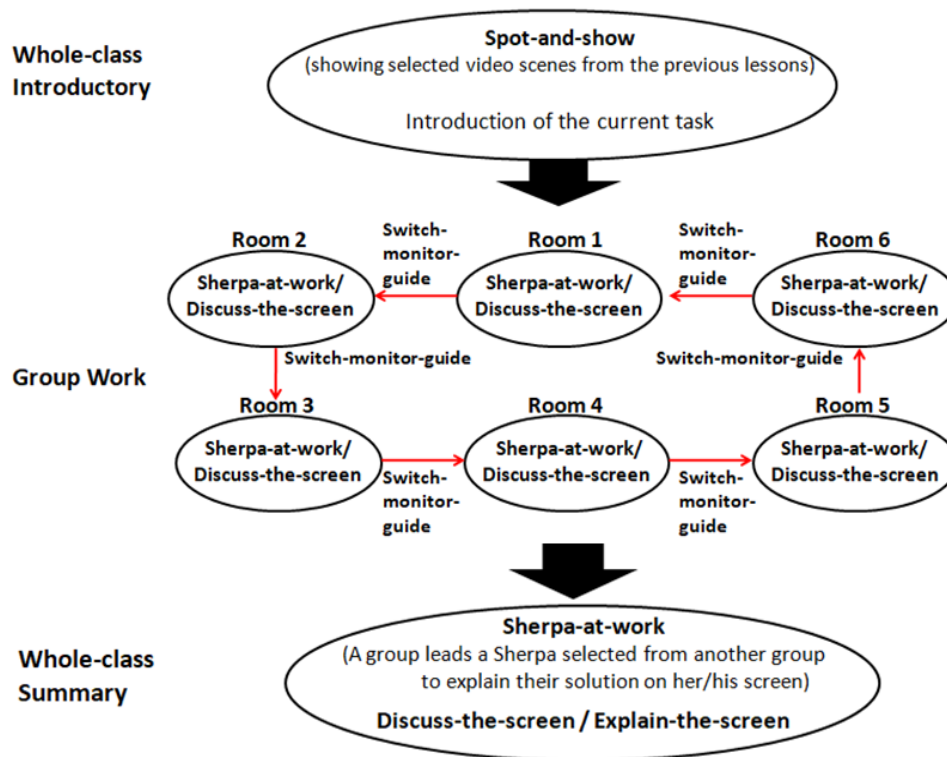 Whole-class
Introductory
Spot-and-show
(showing selected video scenes from the previous lessons)
Introduction of the current task
Room 2
Switch-
monitor-
guide
Room 1
Switch-
monitor-
guide
Room 6
Sherpa-at-work/
Discuss-the-screen
Sherpa-at-work/
Discuss-the-screen
Sherpa-at-work/
Discuss-the-screen
Group Work
Switch-monitor-guide
Switch-monitor-guide
Room 3
Room 4
Room 5
Sherpa-at-work/
Discuss-the-screen
Switch-
monitor-
guide
Sherpa-at-work/
Discuss-the-screen
Switch-
monitor-
guide
Sherpa-at-work/
Discuss-the-screen
Whole-class
Summary
Sherpa-at-work
(A group leads a Sherpa selected from another group
to explain their solution on her/his screen)
Discuss-the-screen / Explain-the-screen